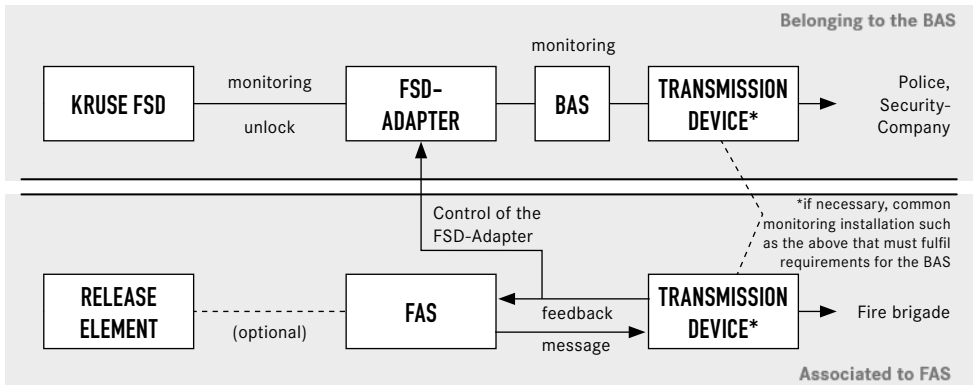 Belonging to the BAS
monitoring
KRUSE FSD
monitoring
unlock
FSD-
ADAPTER
BAS
TRANSMISSION
DEVICE*
Police,
Security-
Company
Control of the
FSD-Adapter
*if necessary, common
monitoring installation such
as the above that must fulfil
requirements for the BAS
RELEASE
ELEMENT
(optional)
FAS
feedback
message
TRANSMISSION
DEVICE*
Fire brigade
Associated to FAS